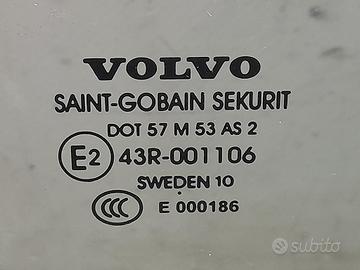 VOLVO
SAINT-GOBAIN SEKURIT
DOT 57 M 53 AS 2
E2 43R-001106
SWEDEN 10
CCC E 000186
subito